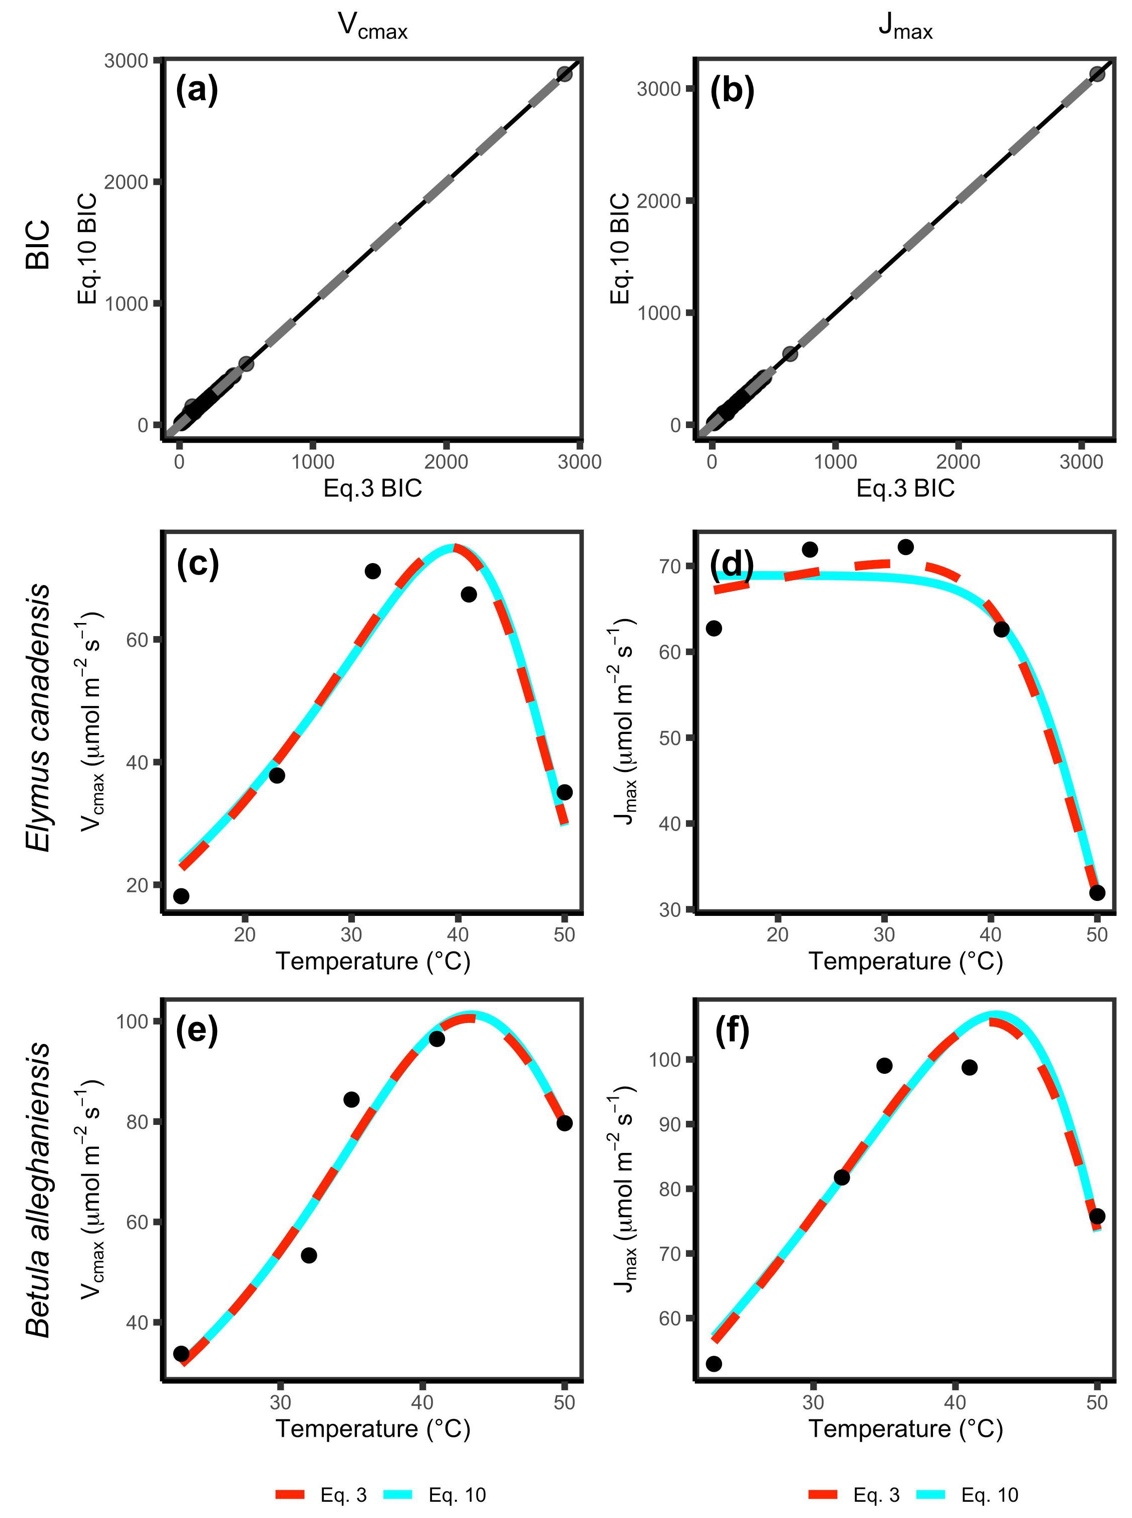 Vcmax
Jmax
BIC
(a)
Eq.10 BIC
3000
2000
1000
0
0 1000 2000 3000
Eq.3 BIC
(b)
Eq.10 BIC
3000
2000
1000
0
0 1000 2000 3000
Eq.3 BIC
Elymus canadensis
(c)
Vcmax (μmol m−2 s−1)
60
40
20
20 30 40 50
Temperature (°C)
(d)
Jmax (μmol m−2 s−1)
70
60
50
40
30
20 30 40 50
Temperature (°C)
Betula alleghaniensis
(e)
Vcmax (μmol m−2 s−1)
100
80
60
40
30 40 50
Temperature (°C)
(f)
Jmax (μmol m−2 s−1)
100
90
80
70
60
30 40 50
Temperature (°C)
Eq. 3 Eq. 10
Eq. 3 Eq. 10